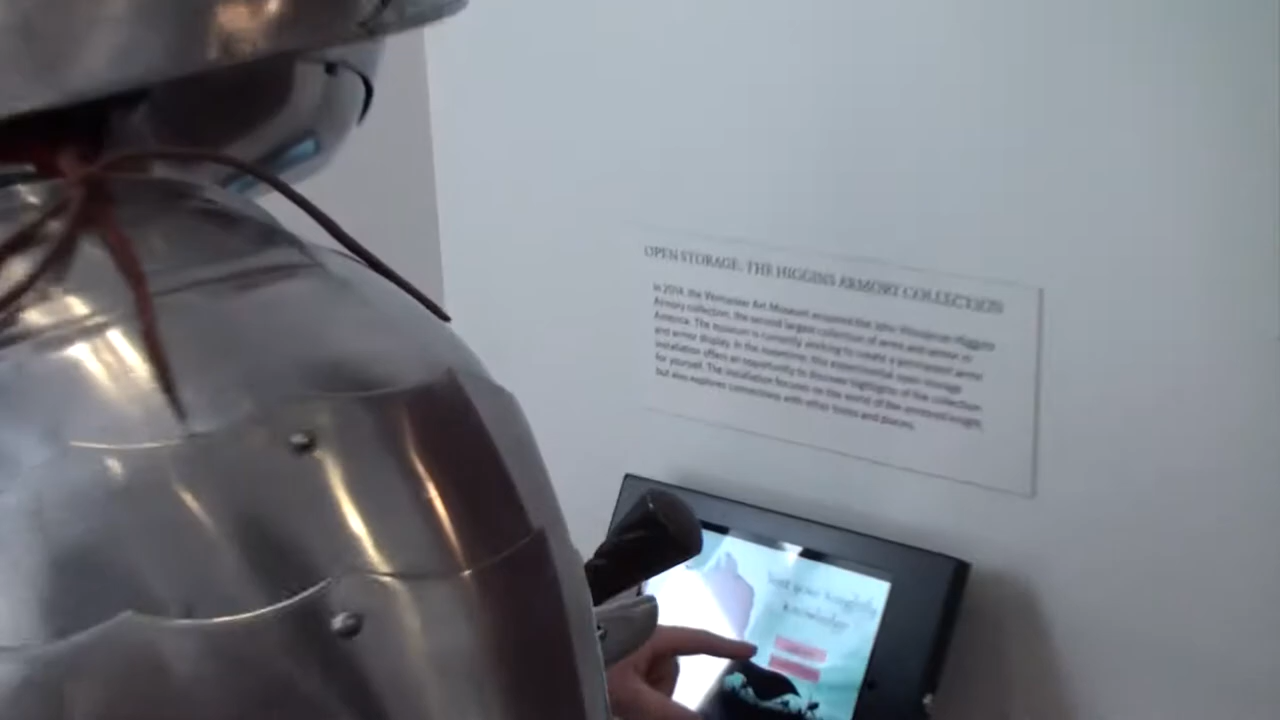 OPEN STORAGE: THE HIGGINS ARMORY COLLECTION
In 2014, the Worcester Art Museum acquired the John Woodman Higgins
Armory collection, the second largest collection of arms and armor in
America. The museum is currently working to create a permanent arms
and armor display. In the meantime, this experimental open storage
installation offers an opportunity to discover highlights of the collection
for yourself. The installation focuses on the world of the armored knight,
but also explores connections with other times and places.
Test your knightly
knowledge